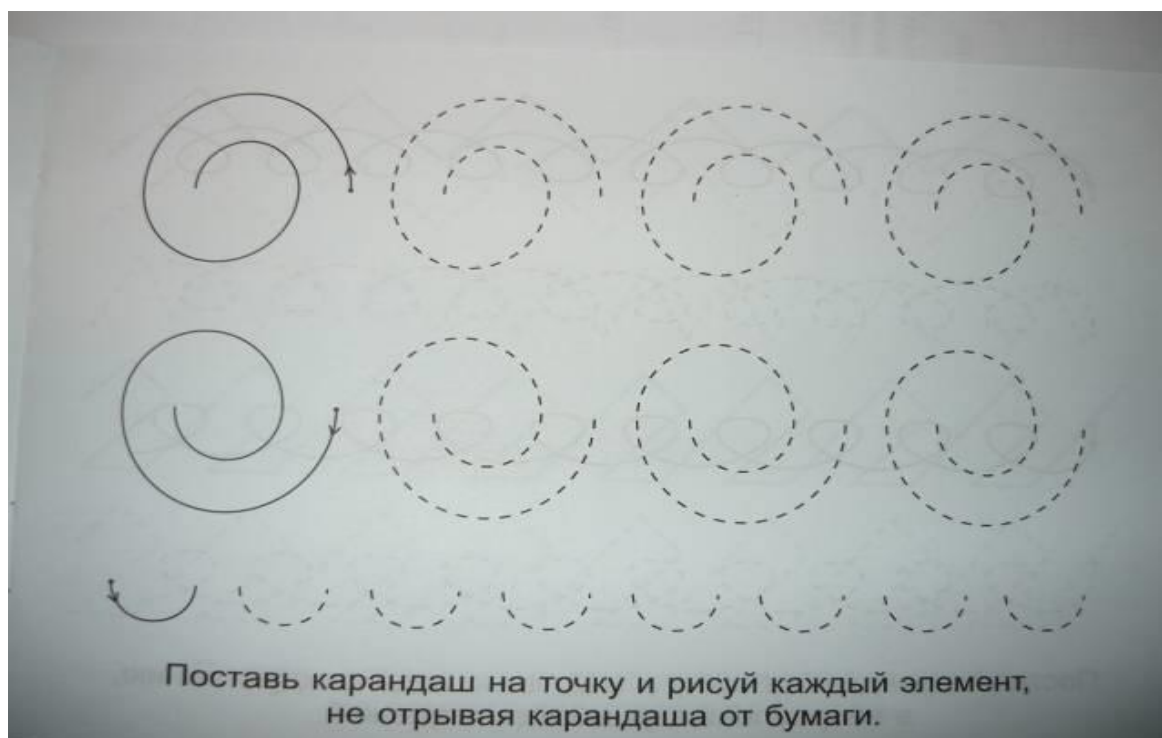 Поставь карандаш на точку и рисуй каждый элемент,
не отрывая карандаша от бумаги.